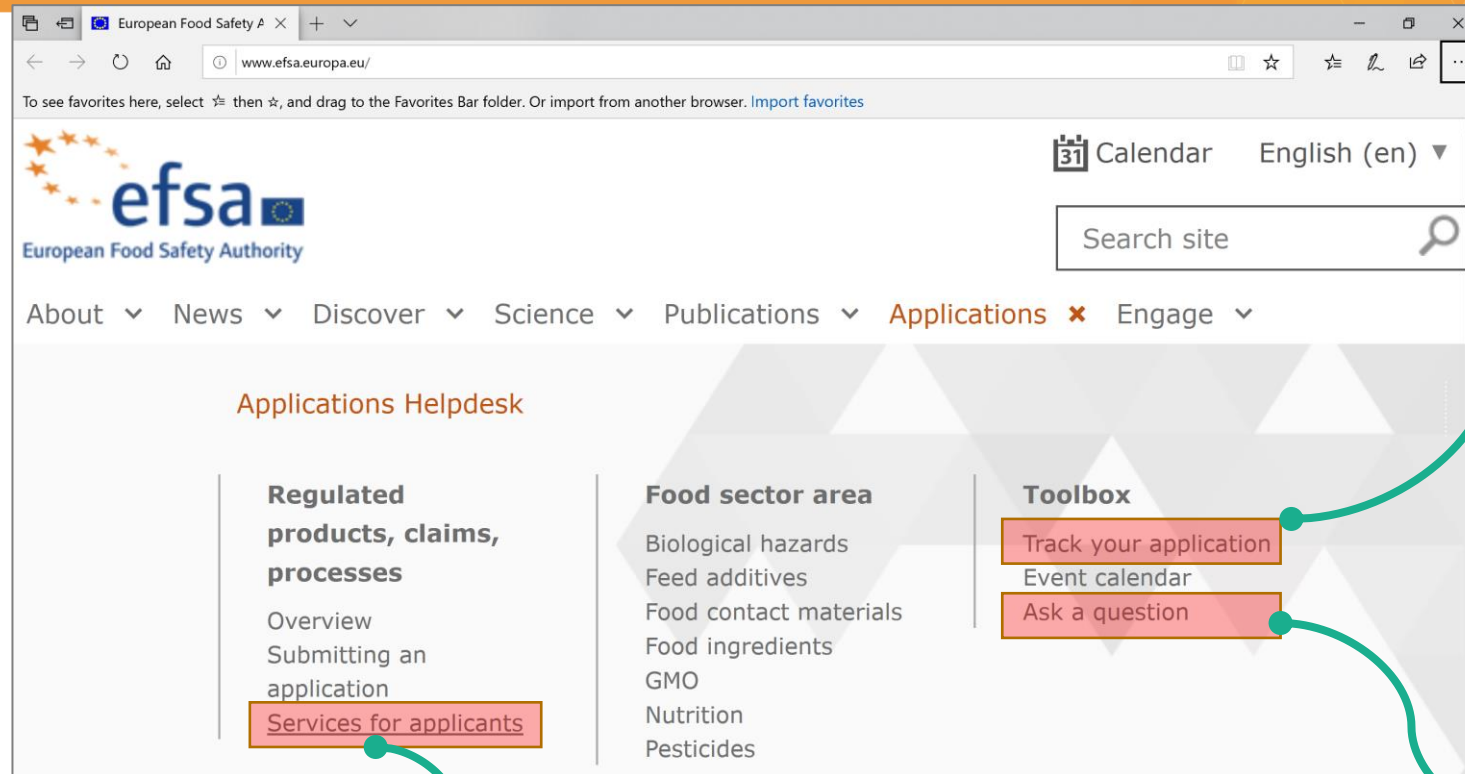 European Food Safety A
www.efsa.europa.eu/
To see favorites here, select then, and drag to the Favorites Bar folder. Or import from another browser. Import favorites
efsa
European Food Safety Authority
31 Calendar English (en)
Search site
About News Discover Science Publications Applications Engage
Applications Helpdesk
Regulated
products, claims,
processes
Overview
Submitting an
application
Services for applicants
Food sector area
Biological hazards
Feed additives
Food contact materials
Food ingredients
GMO
Nutrition
Pesticides
Toolbox
Track your application
Event calendar
Ask a question